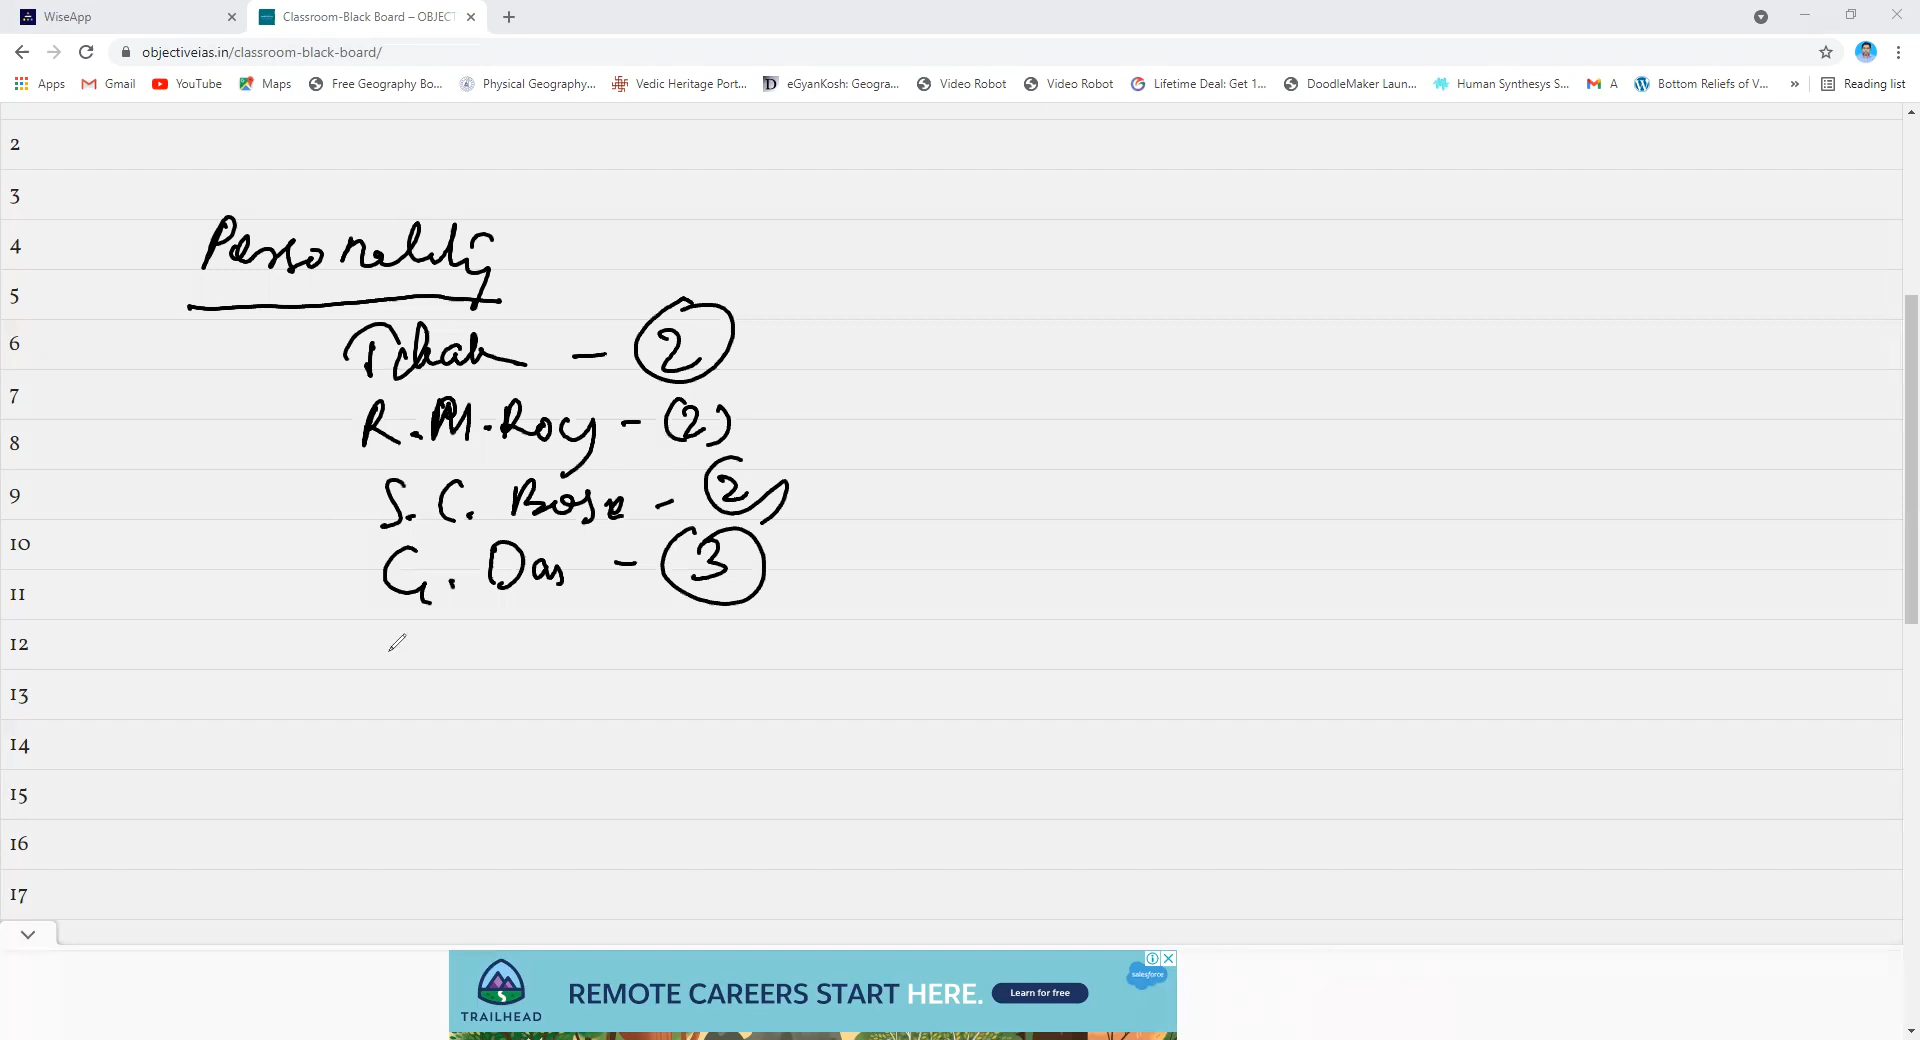 WiseApp
Classroom-Black Board – OBJECT
objectiveias.in/classroom-black-board/
Apps Gmail YouTube Maps Free Geography Bo... Physical Geography... Vedic Heritage Port... eGyanKosh: Geogra... Video Robot Video Robot Lifetime Deal: Get 1... DoodleMaker Laun... Human Synthesys S... A Bottom Reliefs of V... » Reading list
2
3
4
Personality
5
6
Tilak – 2
7
R.M.Roy – (2)
8
9
S.C. Bose – 2
10
G. Das – 3
11
12
13
14
15
16
17
TRAILHEAD
REMOTE CAREERS START HERE.
Learn for free
salesforce